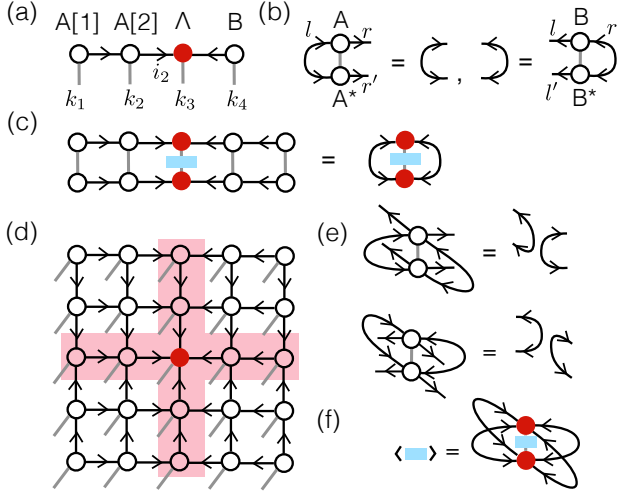 (a)
A[1] A[2] Λ B
i₂
k₁ k₂ k₃ k₄
(b)
A B
l r = , = l r
r′ l′
A* B*
(c)
=
(d)
(e)
=
=
(f)
⟨ ⟩ =